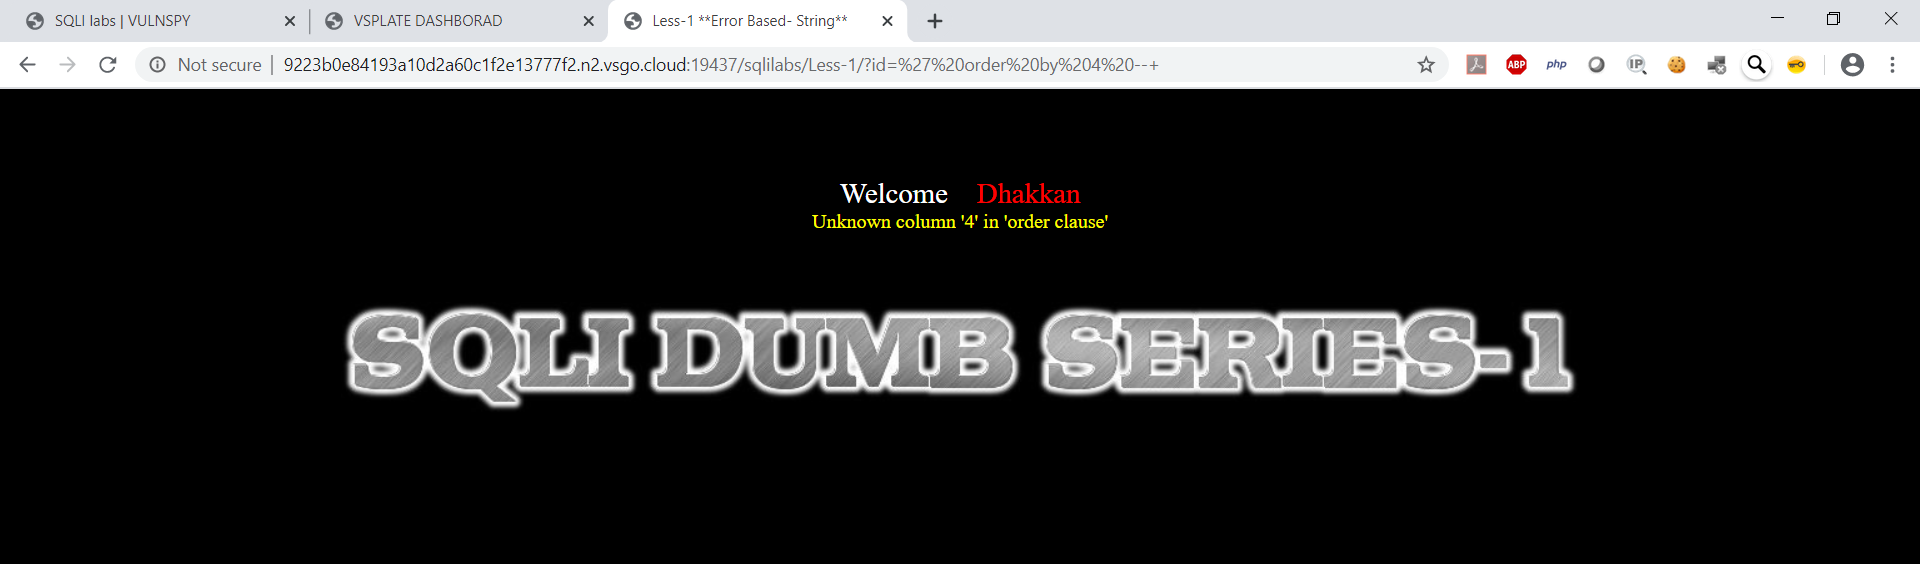 SQLI labs | VULNSPY
VSPLATE DASHBORAD
Less-1 **Error Based- String**
Not secure | 9223b0e84193a10d2a60c1f2e13777f2.n2.vsgo.cloud:19437/sqlilabs/Less-1/?id=%27%20order%20by%204%20--+
ABP
php
IP
Welcome Dhakkan
Unknown column '4' in 'order clause'
SQLI DUMB SERIES-1